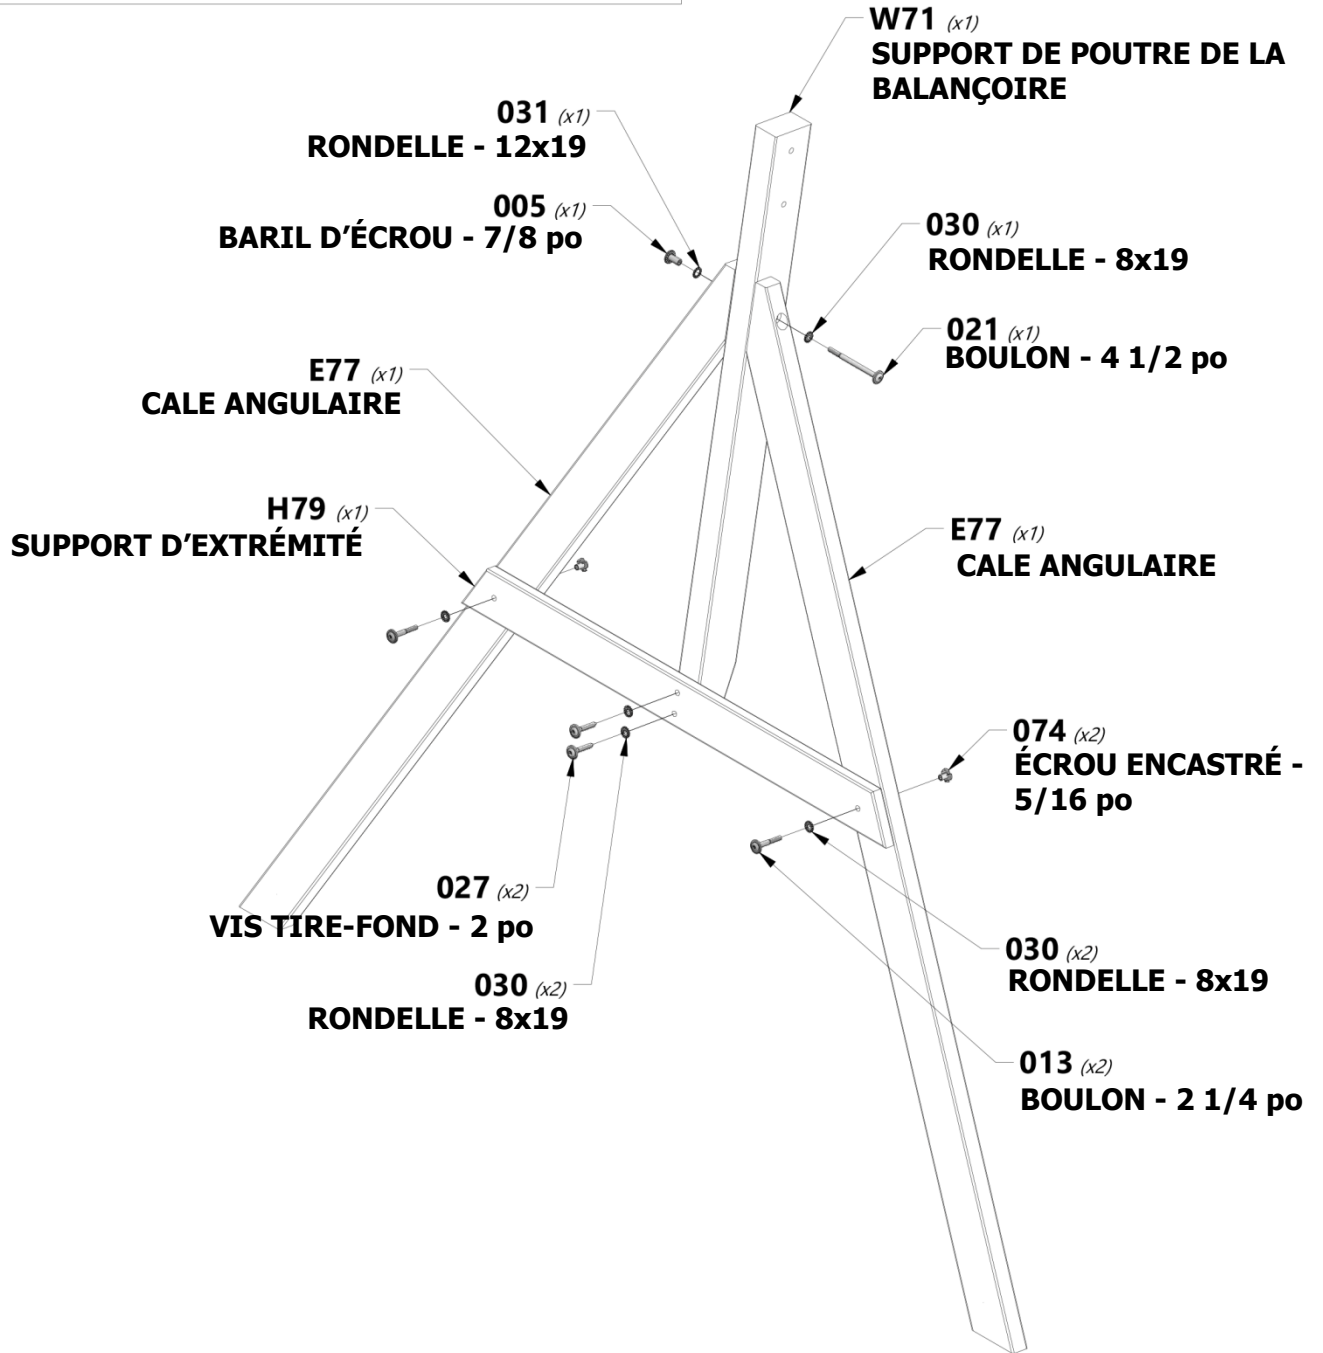 W71 (x1)
SUPPORT DE POUTRE DE LA
BALANÇOIRE
031 (x1)
RONDELLE - 12x19
005 (x1)
BARIL D’ÉCROU - 7/8 po
030 (x1)
RONDELLE - 8x19
021 (x1)
BOULON - 4 1/2 po
E77 (x1)
CALE ANGULAIRE
H79 (x1)
SUPPORT D’EXTRÉMITÉ
E77 (x1)
CALE ANGULAIRE
074 (x2)
ÉCROU ENCASTRÉ -
5/16 po
027 (x2)
VIS TIRE-FOND - 2 po
030 (x2)
RONDELLE - 8x19
030 (x2)
RONDELLE - 8x19
013 (x2)
BOULON - 2 1/4 po